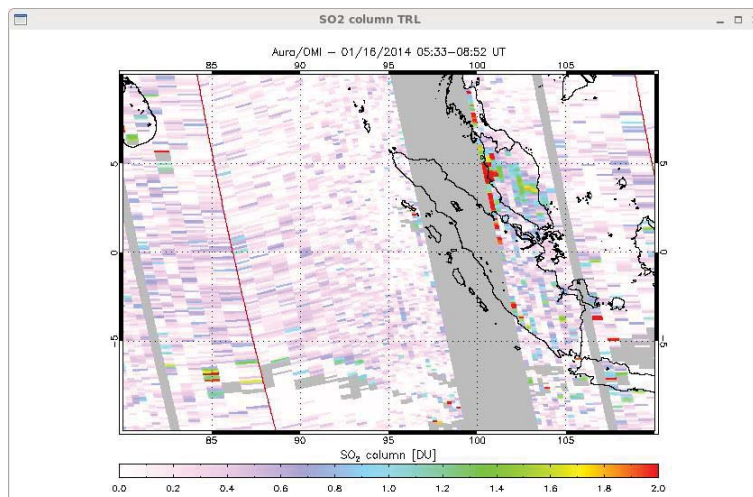 SO2 column TRL
Aura/OMI - 01/16/2014 05:33-08:52 UT
85 90 95 100 105
5 5
0 0
-5 -5
85 90 95 100 105
SO₂ column [DU]
0.0 0.2 0.4 0.6 0.8 1.0 1.2 1.4 1.6 1.8 2.0